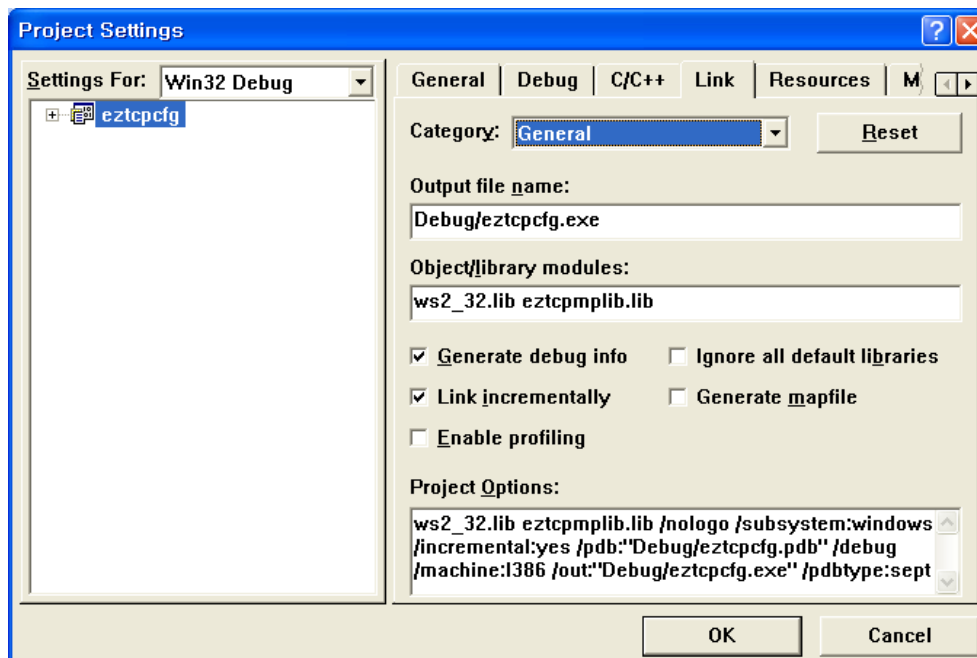 Project Settings
Settings For: Win32 Debug
eztcpcfg
General Debug C/C++ Link Resources M
Category: General Reset
Output file name:
Debug/eztcpcfg.exe
Object/library modules:
ws2_32.lib eztcpmplib.lib
Generate debug info Ignore all default libraries
Link incrementally Generate mapfile
Enable profiling
Project Options:
ws2_32.lib eztcpmplib.lib /nologo /subsystem:windows
/incremental:yes /pdb:"Debug/eztcpcfg.pdb" /debug
/machine:I386 /out:"Debug/eztcpcfg.exe" /pdbtype:sept
OK Cancel